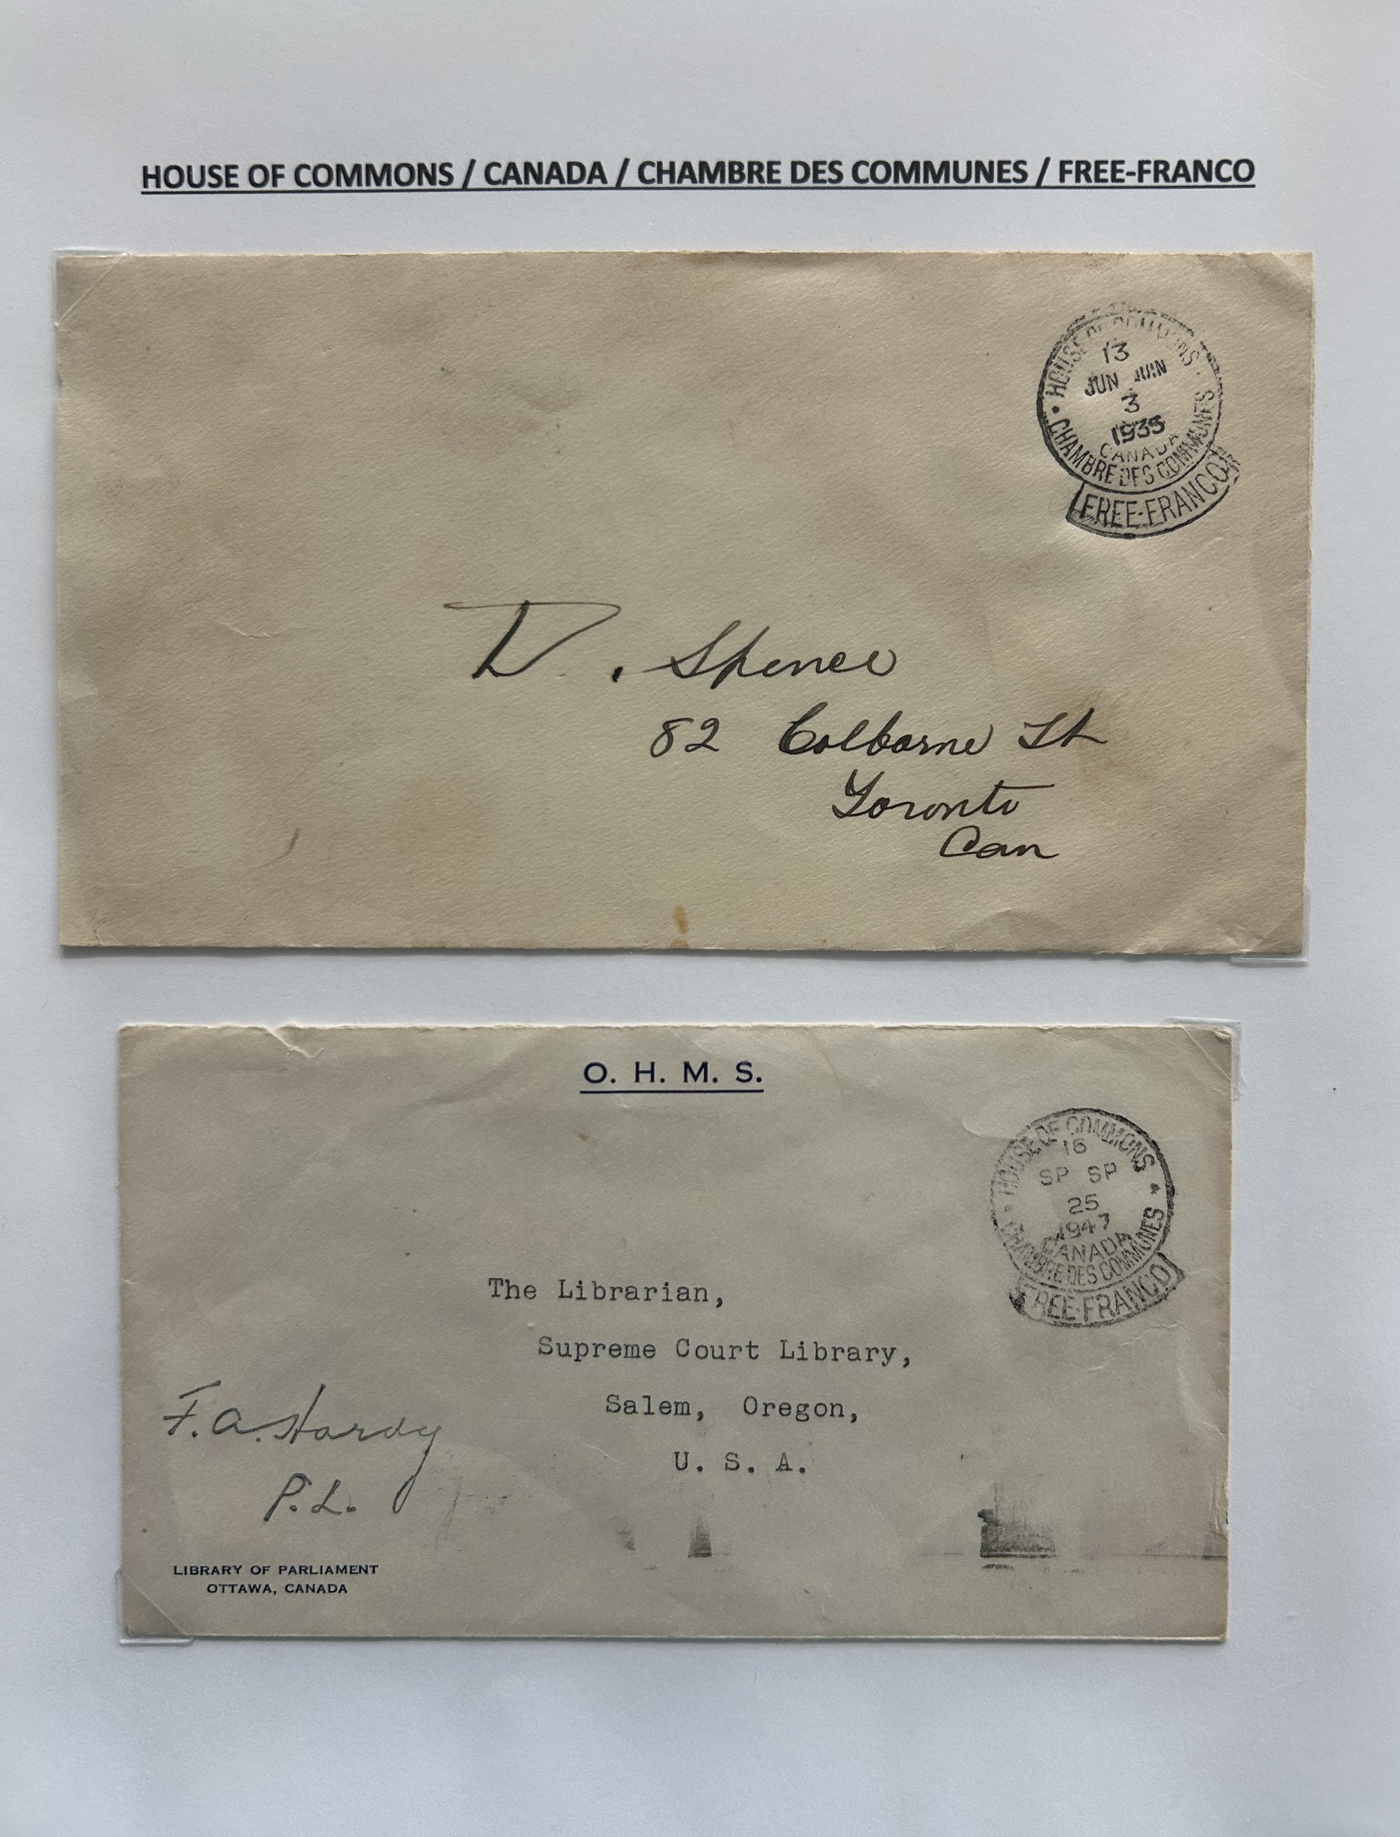 HOUSE OF COMMONS / CANADA / CHAMBRE DES COMMUNES / FREE-FRANCO
HOUSE OF COMMONS
13
JUN JUIN
3
1935
CANADA
CHAMBRE DES COMMUNES
FREE-FRANCO
D. Spence
82 Colborne St
Toronto
Can
O. H. M. S.
HOUSE OF COMMONS
16
SP SP
25
1947
CANADA
CHAMBRE DES COMMUNES
FREE-FRANCO
The Librarian,
Supreme Court Library,
Salem, Oregon,
U. S. A.
F. A. Hardy
P. L.
LIBRARY OF PARLIAMENT
OTTAWA, CANADA